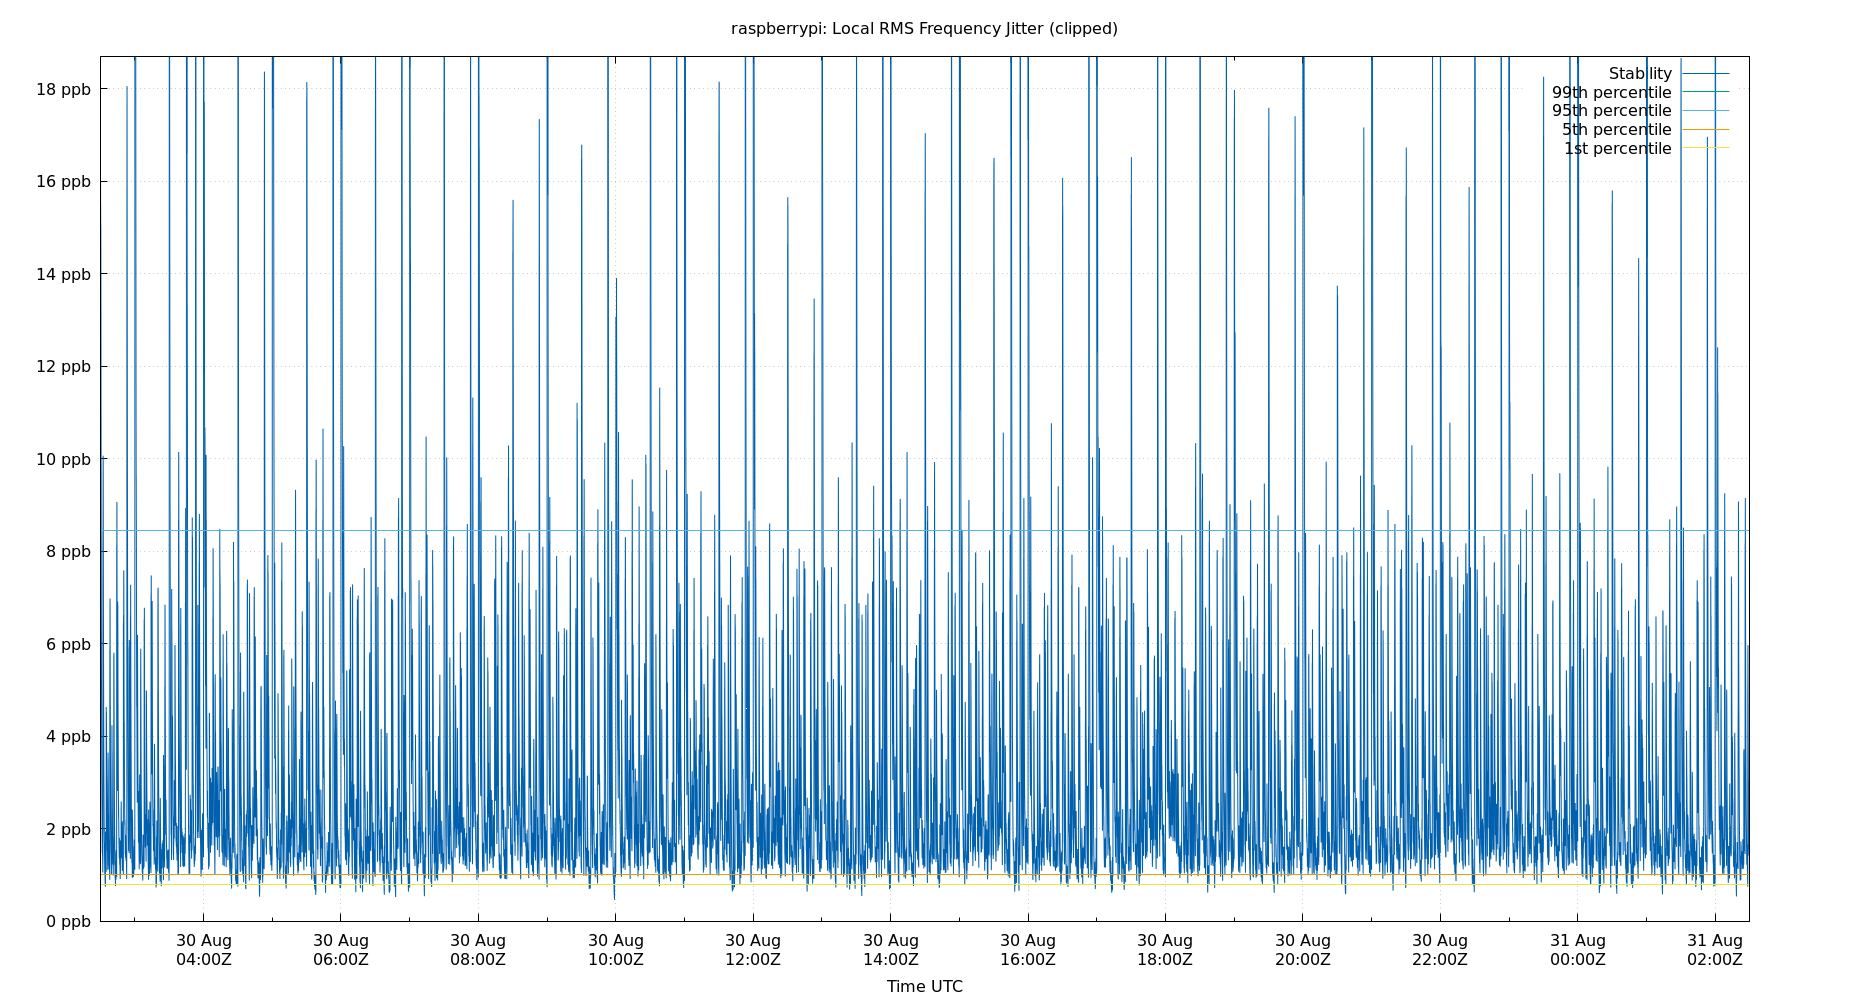 raspberrypi: Local RMS Frequency Jitter (clipped)
18 ppb
16 ppb
14 ppb
12 ppb
10 ppb
8 ppb
6 ppb
4 ppb
2 ppb
0 ppb
Stability
99th percentile
95th percentile
5th percentile
1st percentile
30 Aug
04:00Z
30 Aug
06:00Z
30 Aug
08:00Z
30 Aug
10:00Z
30 Aug
12:00Z
30 Aug
14:00Z
30 Aug
16:00Z
30 Aug
18:00Z
30 Aug
20:00Z
30 Aug
22:00Z
31 Aug
00:00Z
31 Aug
02:00Z
Time UTC